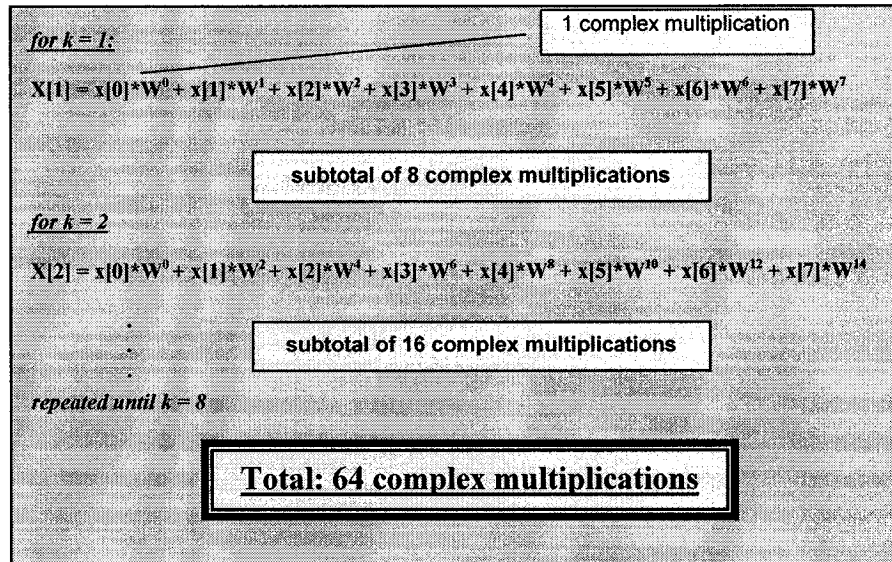 1 complex multiplication
for k = 1:
X[1] = x[0]*W⁰ + x[1]*W¹ + x[2]*W² + x[3]*W³ + x[4]*W⁴ + x[5]*W⁵ + x[6]*W⁶ + x[7]*W⁷
subtotal of 8 complex multiplications
for k = 2
X[2] = x[0]*W⁰ + x[1]*W² + x[2]*W⁴ + x[3]*W⁶ + x[4]*W⁸ + x[5]*W¹⁰ + x[6]*W¹² + x[7]*W¹⁴
.
subtotal of 16 complex multiplications
.
.
repeated until k = 8
Total: 64 complex multiplications